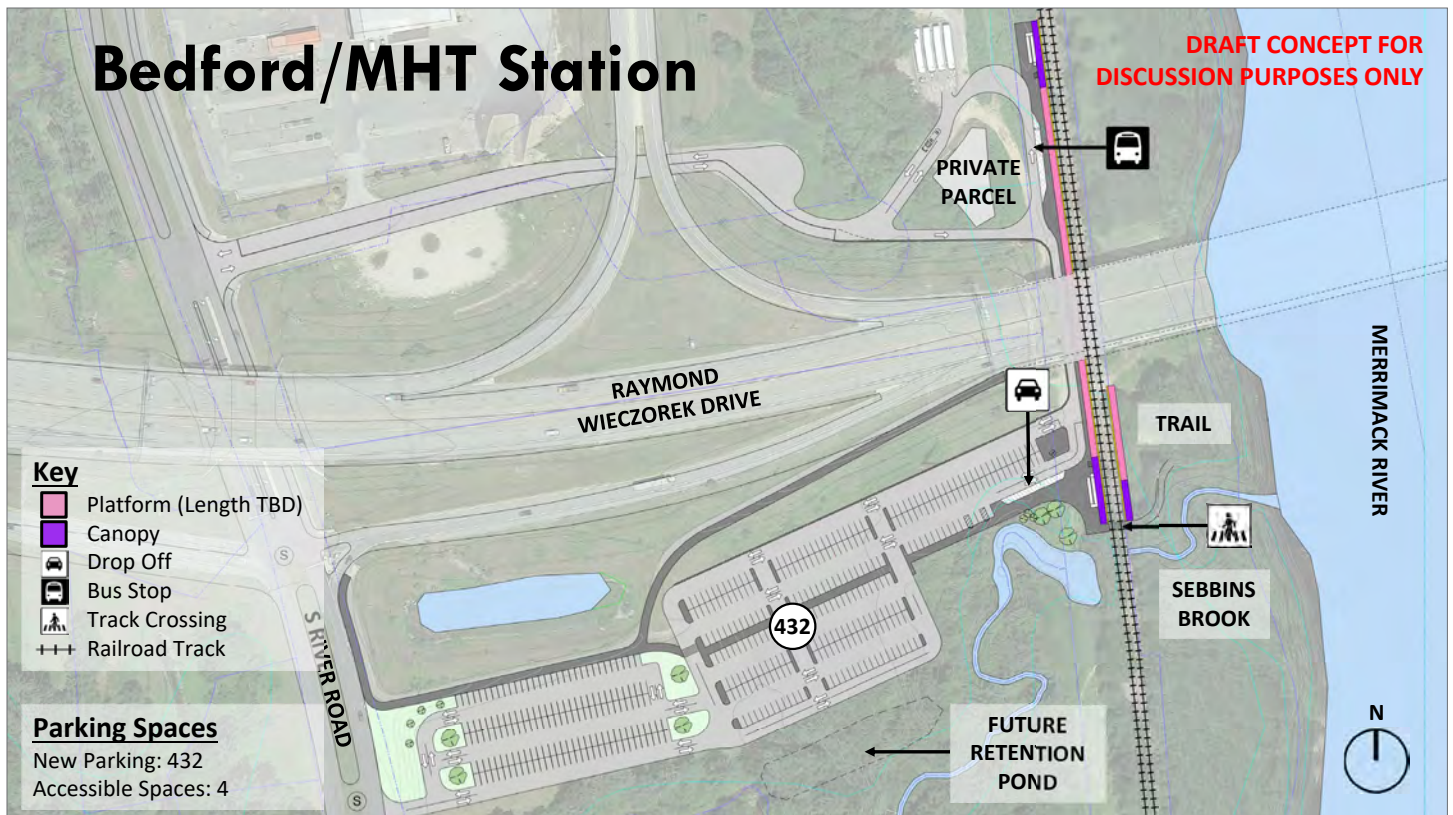 Bedford/MHT Station
DRAFT CONCEPT FOR
DISCUSSION PURPOSES ONLY
PRIVATE
PARCEL
RAYMOND
WIECZOREK DRIVE
TRAIL
MERRIMACK RIVER
SEBBINS
BROOK
432
FUTURE
RETENTION
POND
S RIVER ROAD
S
S
N
Key
Platform (Length TBD)
Canopy
Drop Off
Bus Stop
Track Crossing
Railroad Track
Parking Spaces
New Parking: 432
Accessible Spaces: 4